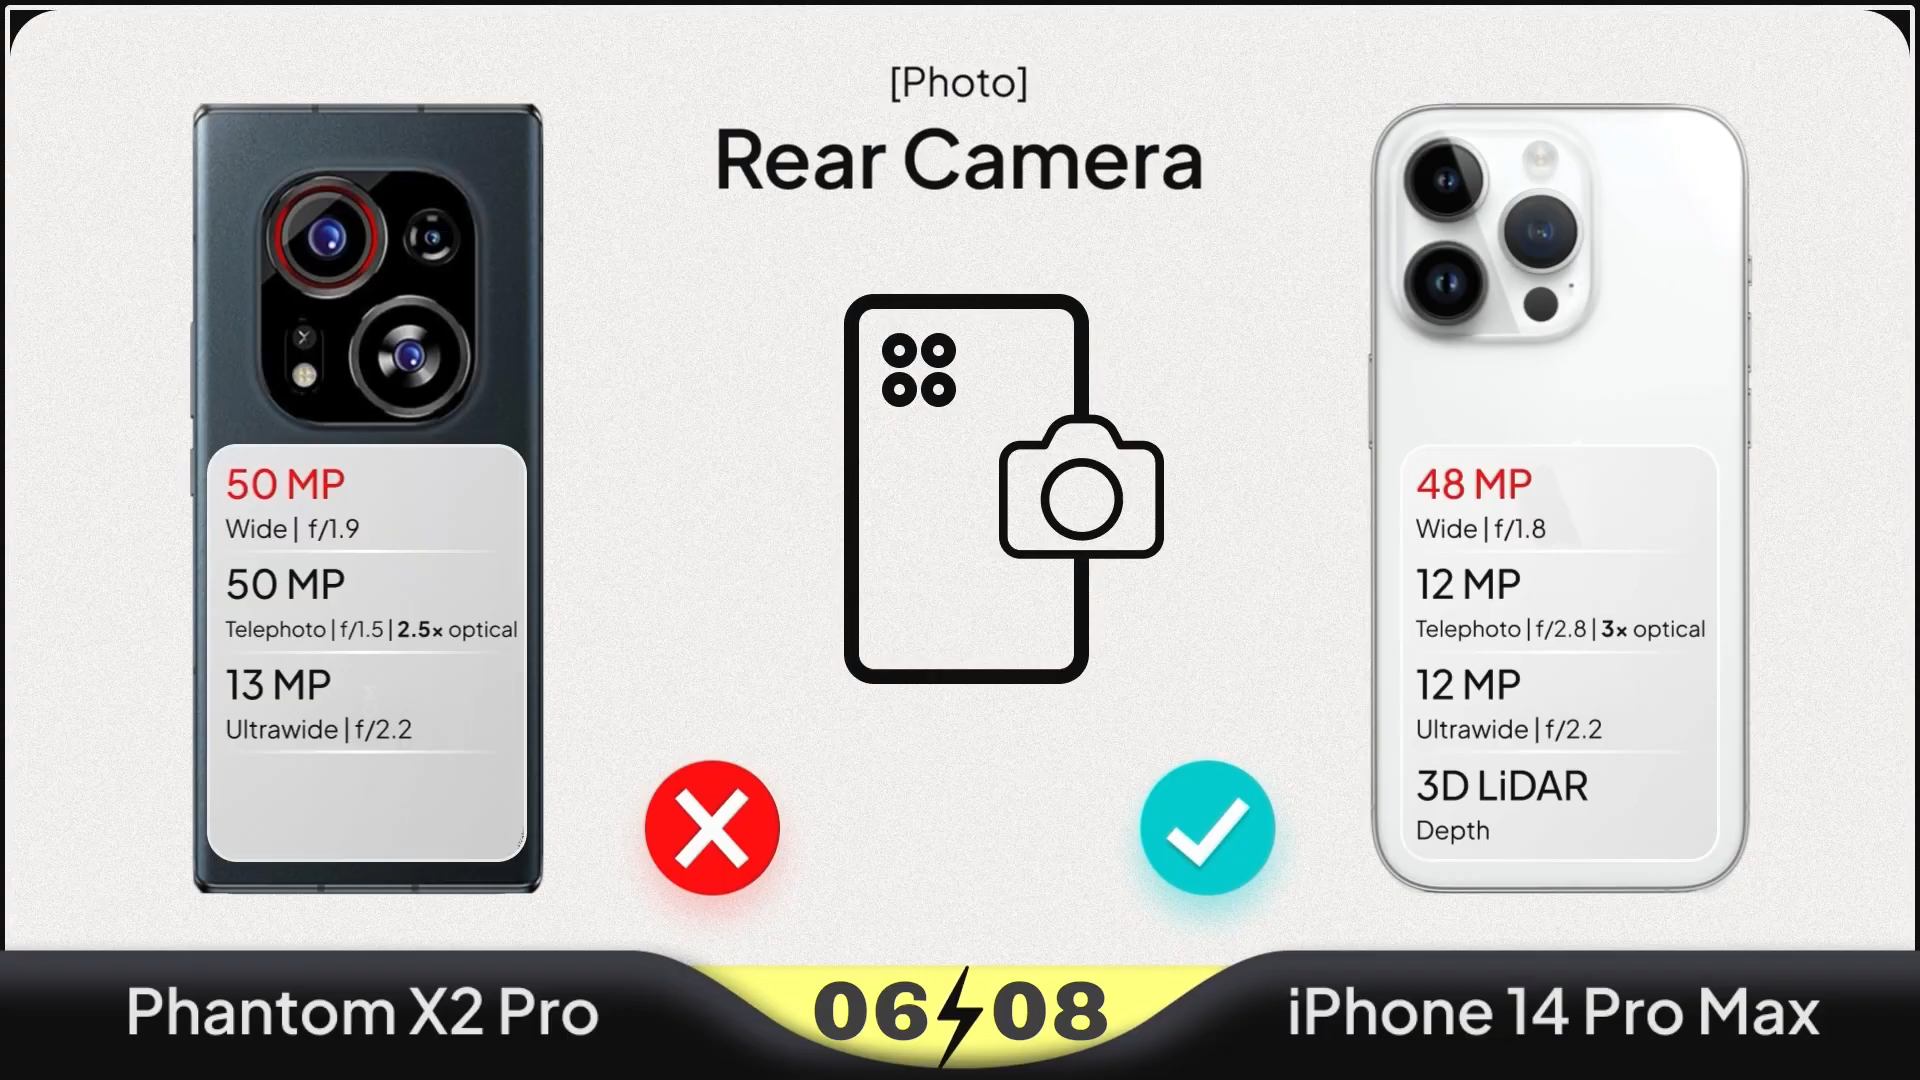 [Photo]
Rear Camera
50 MP
Wide | f/1.9
50 MP
Telephoto | f/1.5 | 2.5x optical
13 MP
Ultrawide | f/2.2
48 MP
Wide | f/1.8
12 MP
Telephoto | f/2.8 | 3x optical
12 MP
Ultrawide | f/2.2
3D LiDAR
Depth
Phantom X2 Pro
06 08
iPhone 14 Pro Max